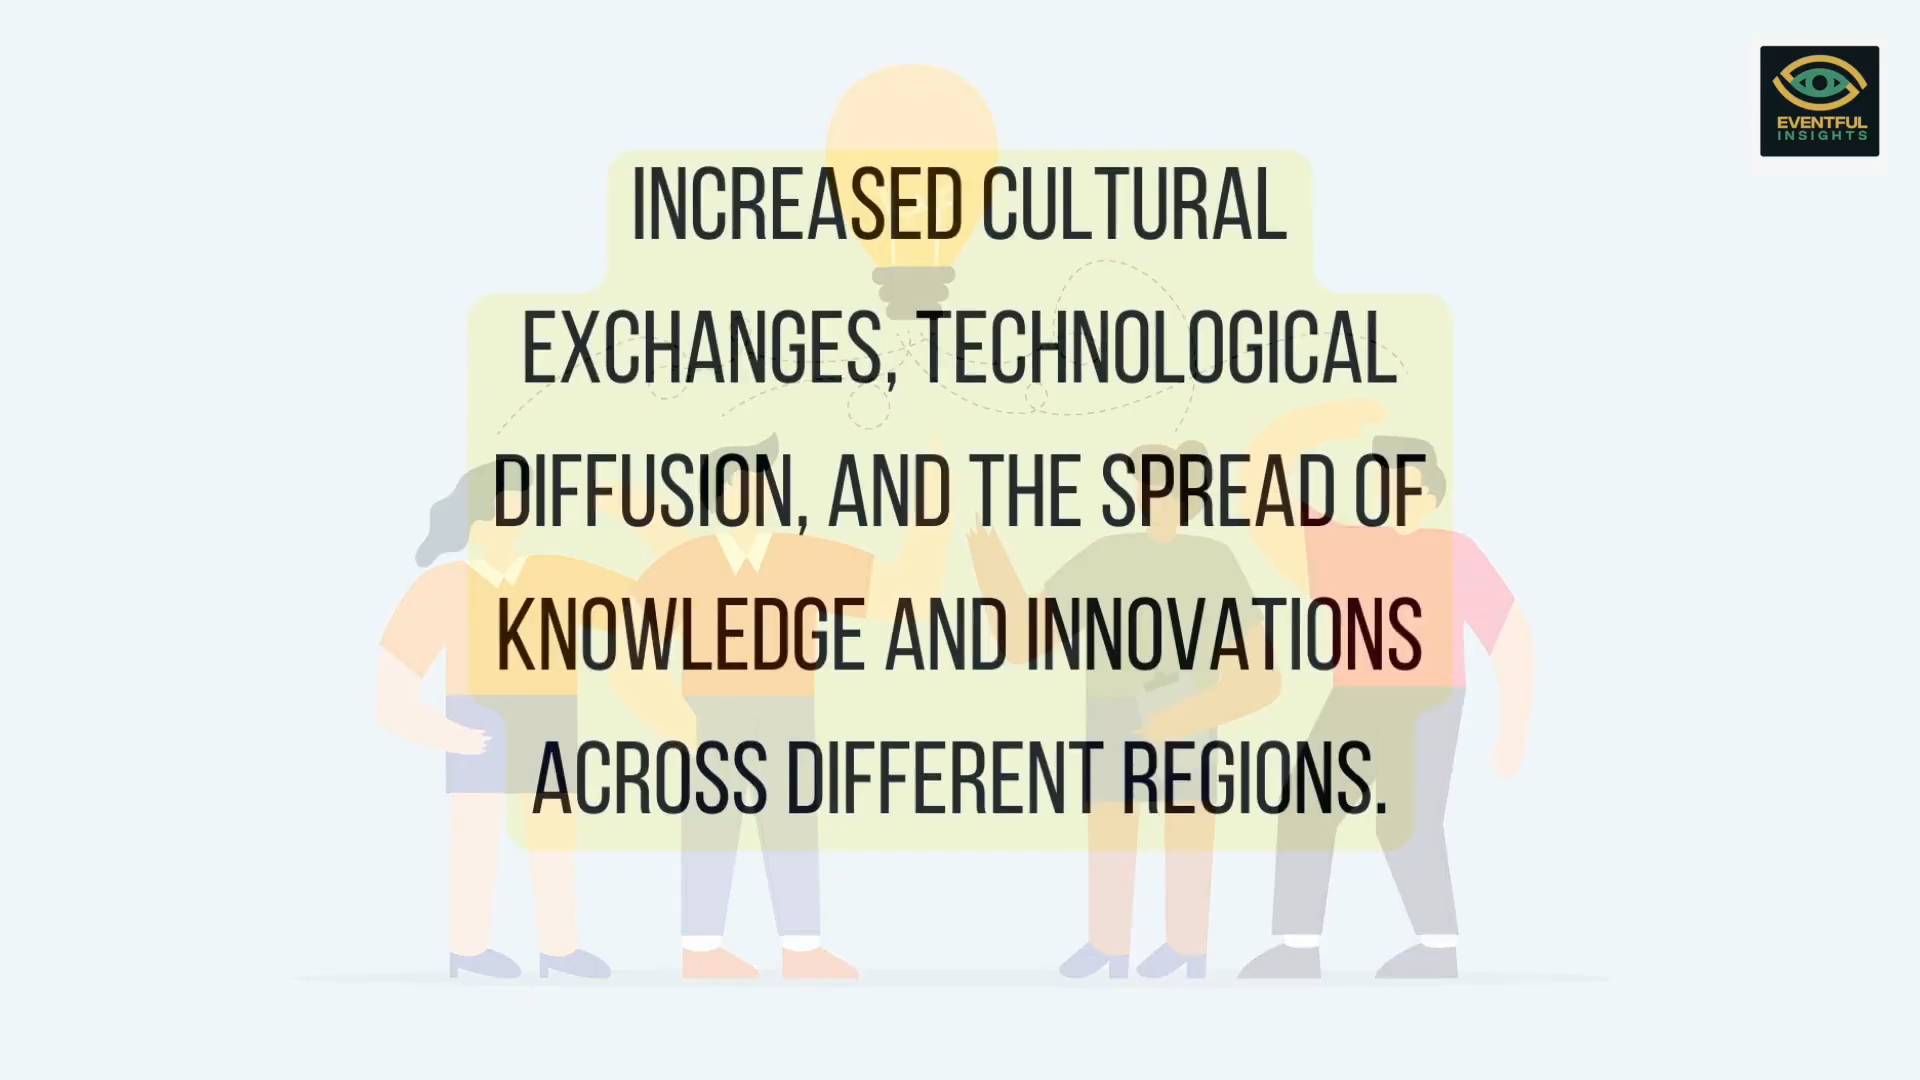 EVENTFUL
INSIGHTS
INCREASED CULTURAL
EXCHANGES, TECHNOLOGICAL
DIFFUSION, AND THE SPREAD OF
KNOWLEDGE AND INNOVATIONS
ACROSS DIFFERENT REGIONS.